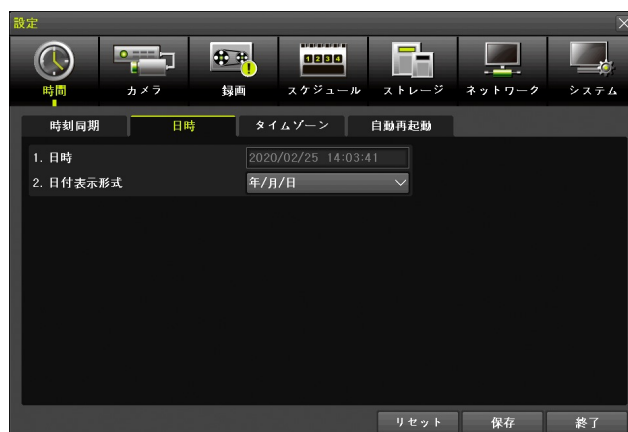 設定
時間 カメラ 録画 スケジュール ストレージ ネットワーク システム
時刻同期 日時 タイムゾーン 自動再起動
1. 日時 2020/02/25 14:03:41
2. 日付表示形式 年/月/日
リセット 保存 終了